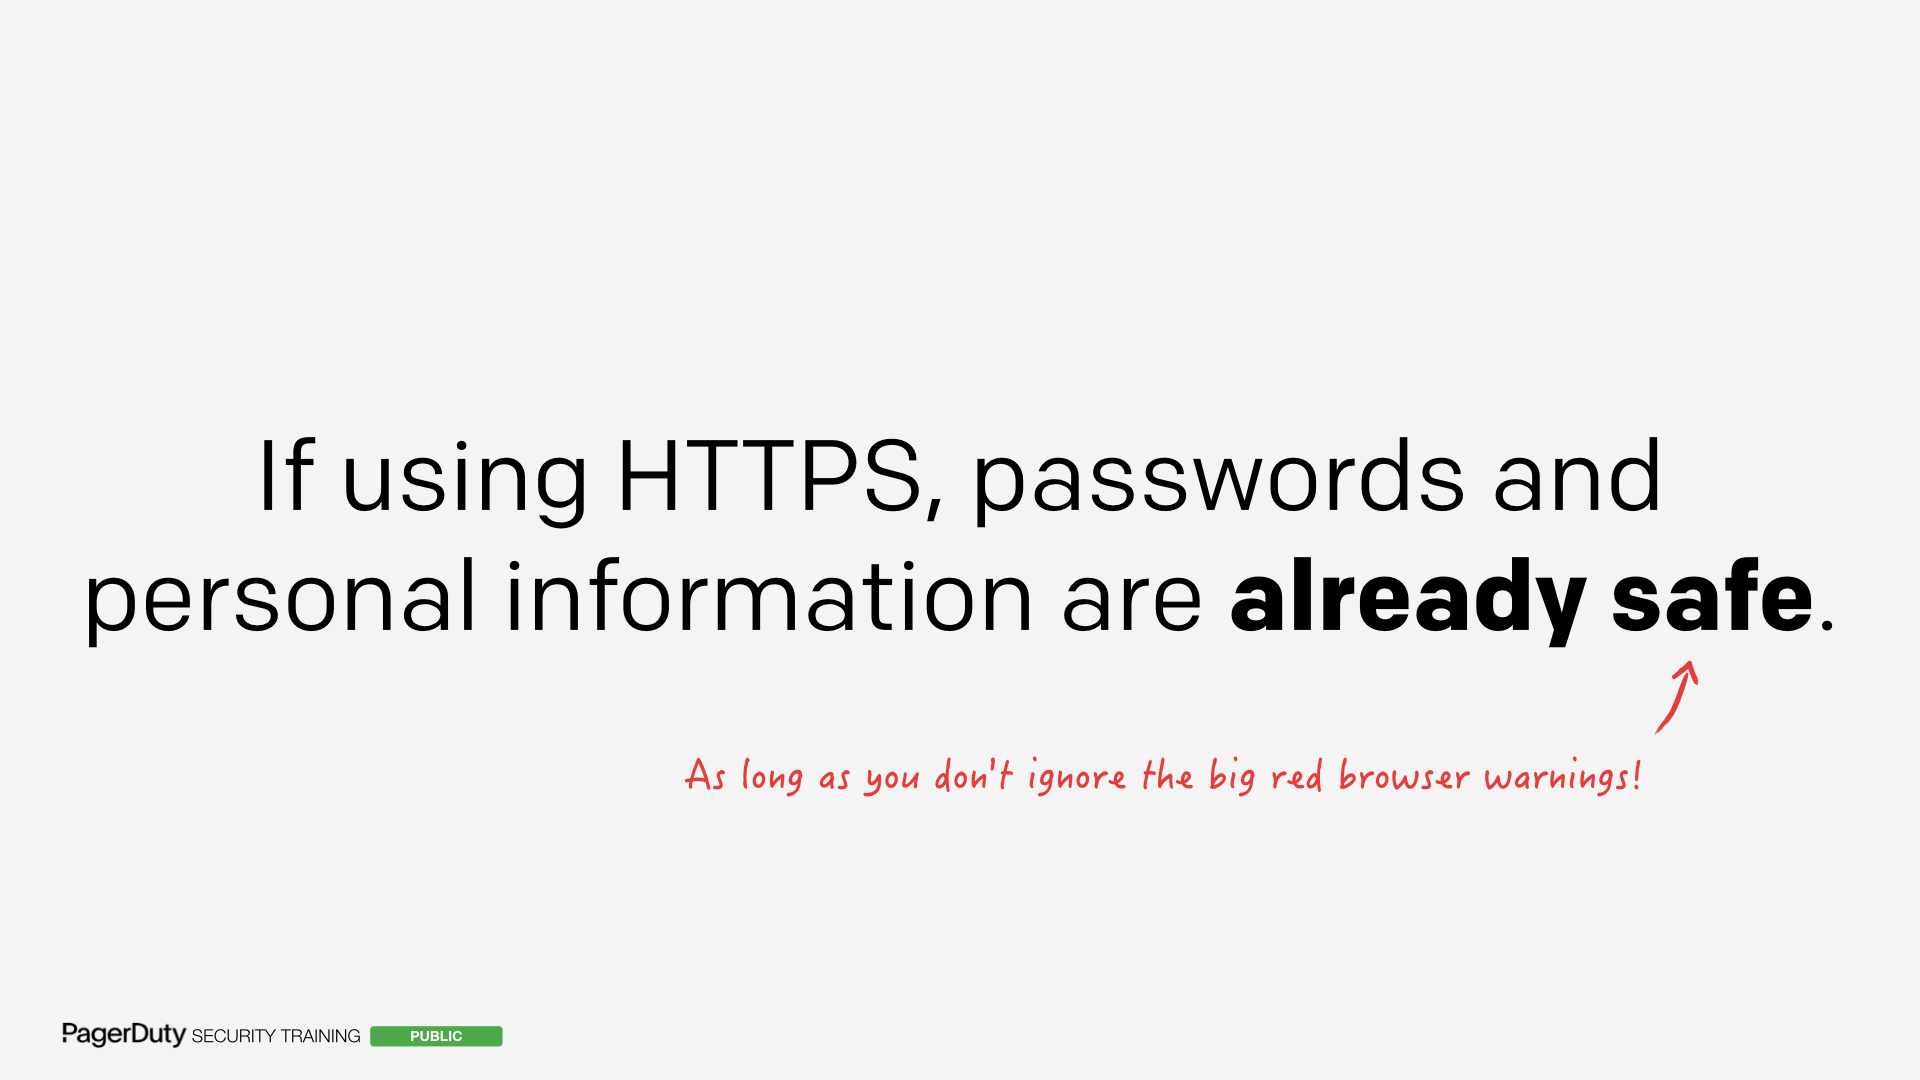 If using HTTPS, passwords and
personal information are already safe.
As long as you don't ignore the big red browser warnings!
PagerDuty SECURITY TRAINING PUBLIC